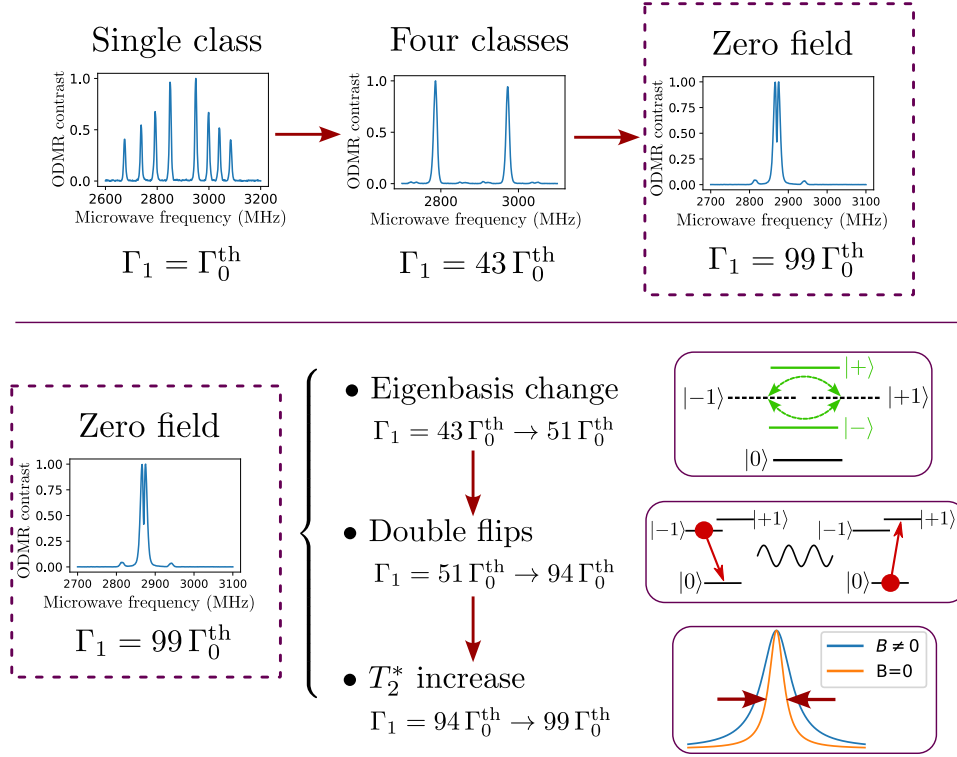 Single class
Four classes
Zero field
1.0
0.5
0.0
ODMR contrast
2600
2800
3000
3200
Microwave frequency (MHz)
Γ₁ = Γ₀ᵗʰ
1.0
0.5
0.0
ODMR contrast
2800
3000
Microwave frequency (MHz)
Γ₁ = 43 Γ₀ᵗʰ
1.00
0.75
0.50
0.25
0.00
ODMR contrast
2700
2800
2900
3000
3100
Microwave frequency (MHz)
Γ₁ = 99 Γ₀ᵗʰ
Zero field
1.00
0.75
0.50
0.25
0.00
ODMR contrast
2700
2800
2900
3000
3100
Microwave frequency (MHz)
Γ₁ = 99 Γ₀ᵗʰ
• Eigenbasis change
Γ₁ = 43 Γ₀ᵗʰ → 51 Γ₀ᵗʰ
• Double flips
Γ₁ = 51 Γ₀ᵗʰ → 94 Γ₀ᵗʰ
• T₂* increase
Γ₁ = 94 Γ₀ᵗʰ → 99 Γ₀ᵗʰ
|+⟩
|−1⟩
|+1⟩
|−⟩
|0⟩
|−1⟩
|+1⟩
|0⟩
|−1⟩
|+1⟩
|0⟩
B ≠ 0
B=0